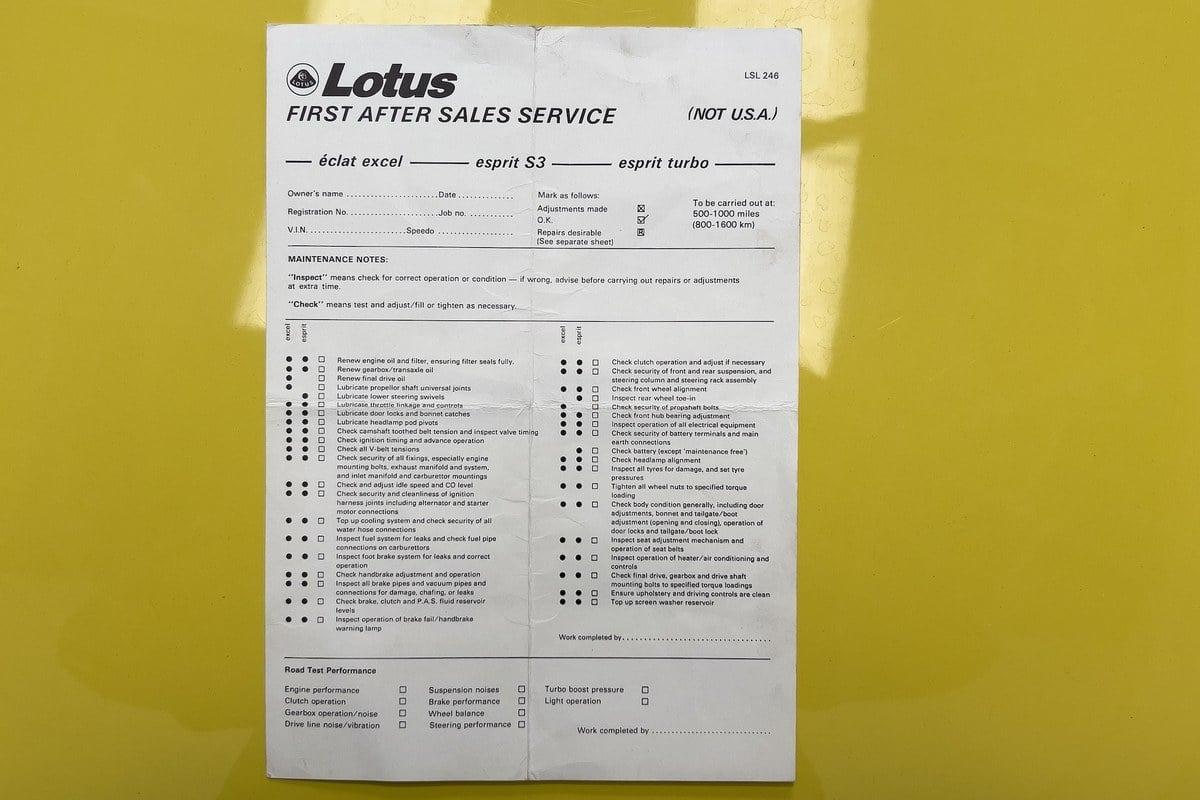 LOTUS
Lotus
LSL 246
FIRST AFTER SALES SERVICE (NOT U.S.A.)
éclat excel esprit S3 esprit turbo
Owner's name ........................Date ..............
Registration No. .......................Job no. ...........
V.I.N. .........................Speedo ...................
Mark as follows:
Adjustments made ☒
O.K. ☑
Repairs desirable R
(See separate sheet)
To be carried out at:
500-1000 miles
(800-1600 km)
MAINTENANCE NOTES:
"Inspect" means check for correct operation or condition — if wrong, advise before carrying out repairs or adjustments
at extra time.
"Check" means test and adjust/fill or tighten as necessary.
excel esprit
● ● □ Renew engine oil and filter, ensuring filter seals fully.
● ● □ Renew gearbox/transaxle oil
● □ Renew final drive oil
● □ Lubricate propellor shaft universal joints
● □ Lubricate lower steering swivels
● ● □ Lubricate throttle linkage and controls
● ● □ Lubricate door locks and bonnet catches
● ● □ Lubricate headlamp pod pivots
● ● □ Check camshaft toothed belt tension and inspect valve timing
● ● □ Check ignition timing and advance operation
● ● □ Check all V-belt tensions
● ● □ Check security of all fixings, especially engine
mounting bolts, exhaust manifold and system,
and inlet manifold and carburettor mountings
● ● □ Check and adjust idle speed and CO level
● ● □ Check security and cleanliness of ignition
harness joints including alternator and starter
motor connections
● ● □ Top up cooling system and check security of all
water hose connections
● ● □ Inspect fuel system for leaks and check fuel pipe
connections on carburettors
● ● □ Inspect foot brake system for leaks and correct
operation
● ● □ Check handbrake adjustment and operation
● ● □ Inspect all brake pipes and vacuum pipes and
connections for damage, chafing, or leaks
● ● □ Check brake, clutch and P.A.S. fluid reservoir
levels
● ● □ Inspect operation of brake fail/handbrake
warning lamp
excel esprit
● ● □ Check clutch operation and adjust if necessary
● ● □ Check security of front and rear suspension, and
steering column and steering rack assembly
● ● □ Check front wheel alignment
● □ Inspect rear wheel toe-in
● □ Check security of propshaft bolts
● ● □ Check front hub bearing adjustment
● ● □ Inspect operation of all electrical equipment
● ● □ Check security of battery terminals and main
earth connections
● □ Check battery (except 'maintenance free')
● ● □ Check headlamp alignment
● ● □ Inspect all tyres for damage, and set tyre
pressures
● ● □ Tighten all wheel nuts to specified torque
loading
● ● □ Check body condition generally, including door
adjustments, bonnet and tailgate/boot
adjustment (opening and closing), operation of
door locks and tailgate/boot lock
● ● □ Inspect seat adjustment mechanism and
operation of seat belts
● ● □ Inspect operation of heater/air conditioning and
controls
● ● □ Check final drive, gearbox and drive shaft
mounting bolts to specified torque loadings
● ● □ Ensure upholstery and driving controls are clean
● ● □ Top up screen washer reservoir
Work completed by...................................
Road Test Performance
Engine performance □
Clutch operation □
Gearbox operation/noise □
Drive line noise/vibration □
Suspension noises □
Brake performance □
Wheel balance □
Steering performance □
Turbo boost pressure □
Light operation □
Work completed by .............................